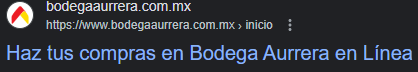 bodegaaurrera.com.mx
https://www.bodegaaurrera.com.mx › inicio
Haz tus compras en Bodega Aurrera en Línea